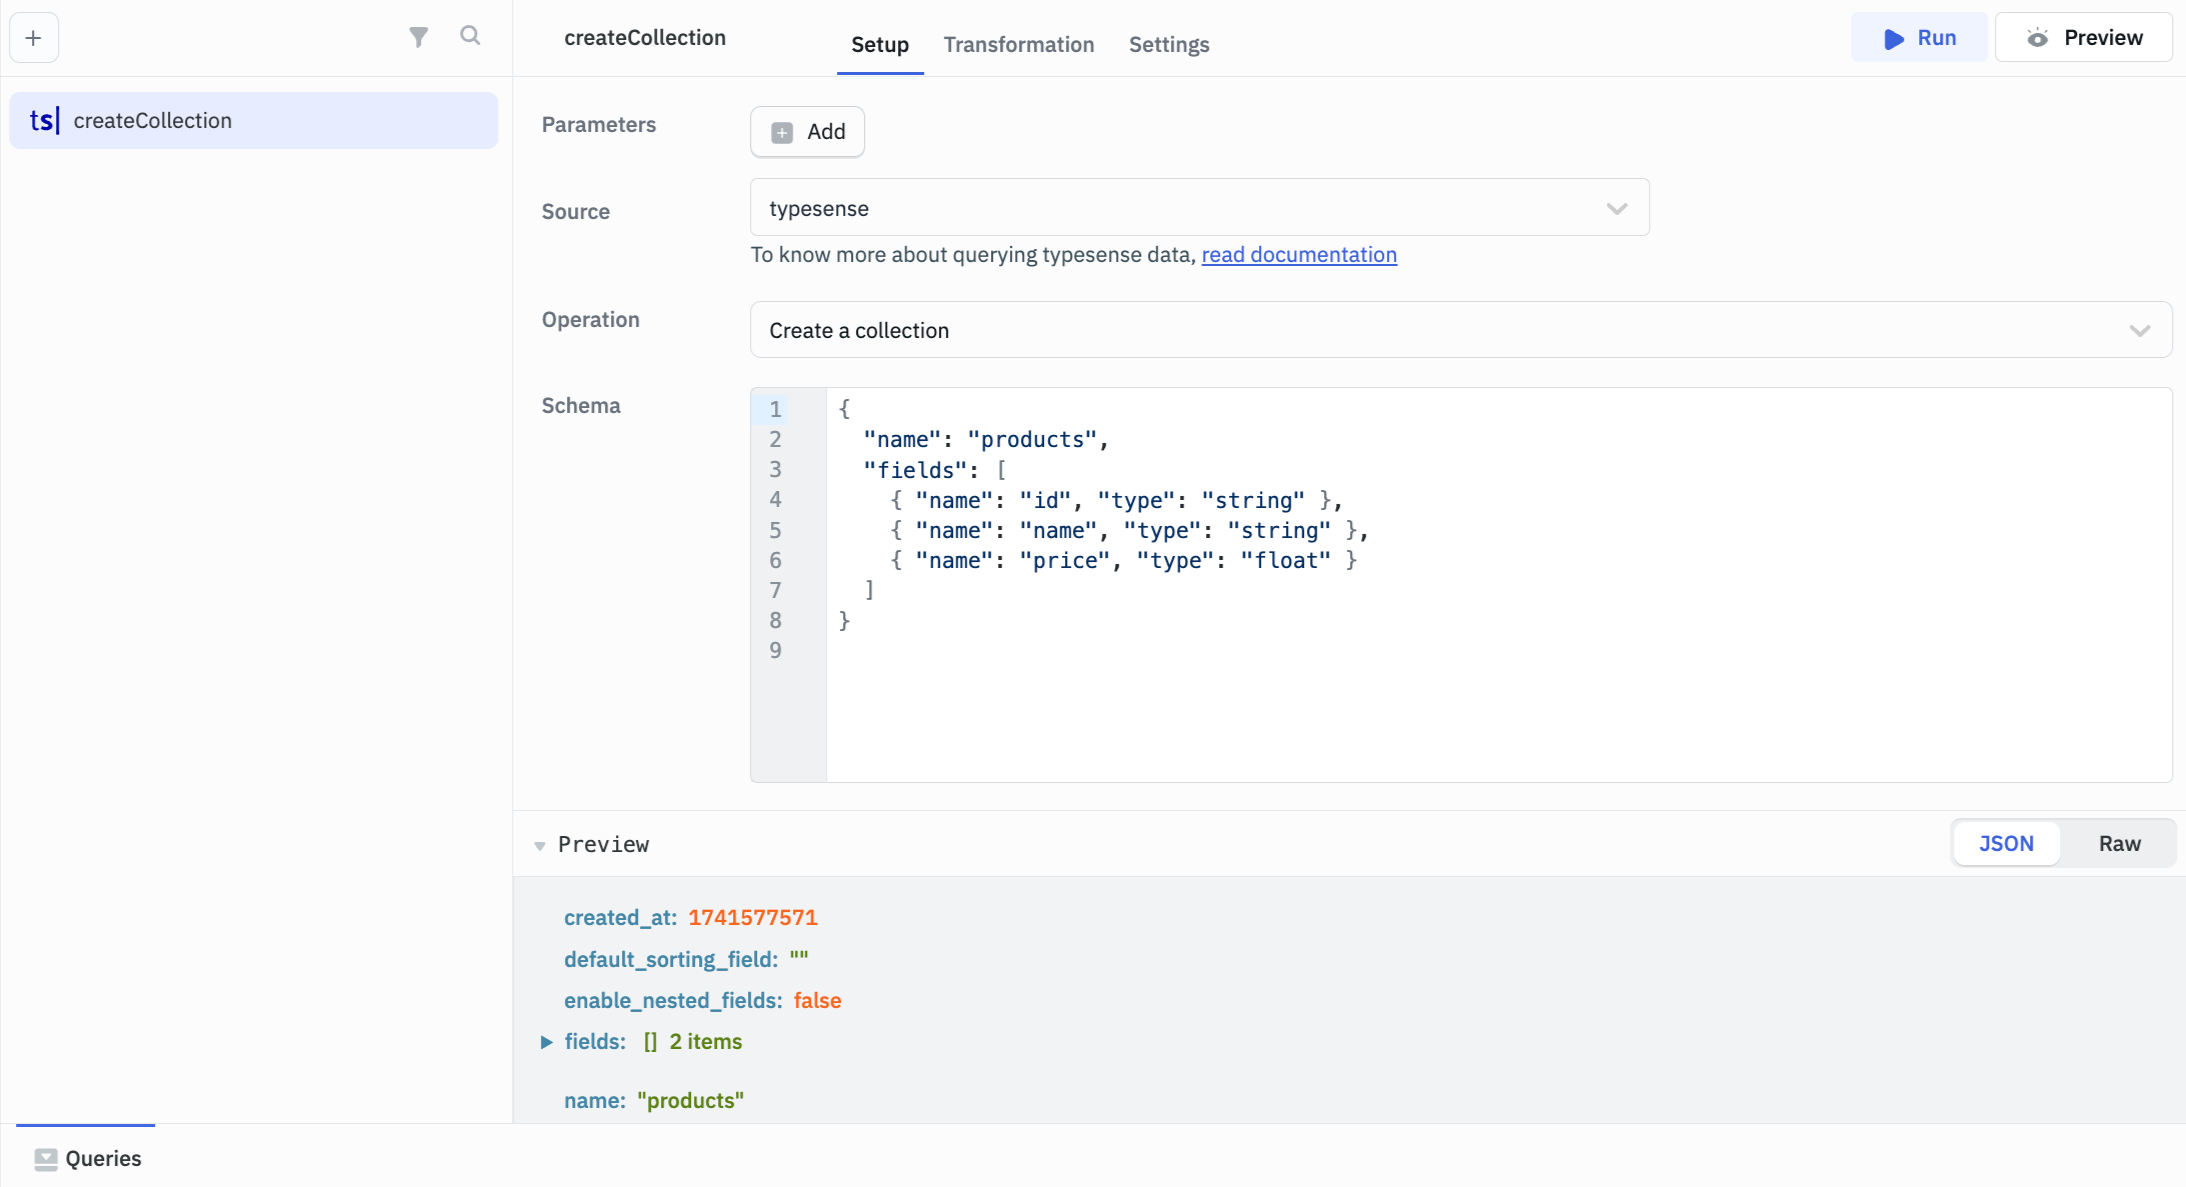 createCollection
Setup
Transformation
Settings
Run
Preview
ts| createCollection
Parameters
Add
Source
typesense
To know more about querying typesense data, read documentation
Operation
Create a collection
Schema
1 {
2   "name": "products",
3   "fields": [
4     { "name": "id", "type": "string" },
5     { "name": "name", "type": "string" },
6     { "name": "price", "type": "float" }
7   ]
8 }
9
Preview
JSON
Raw
created_at: 1741577571
default_sorting_field: ""
enable_nested_fields: false
fields: [] 2 items
name: "products"
Queries